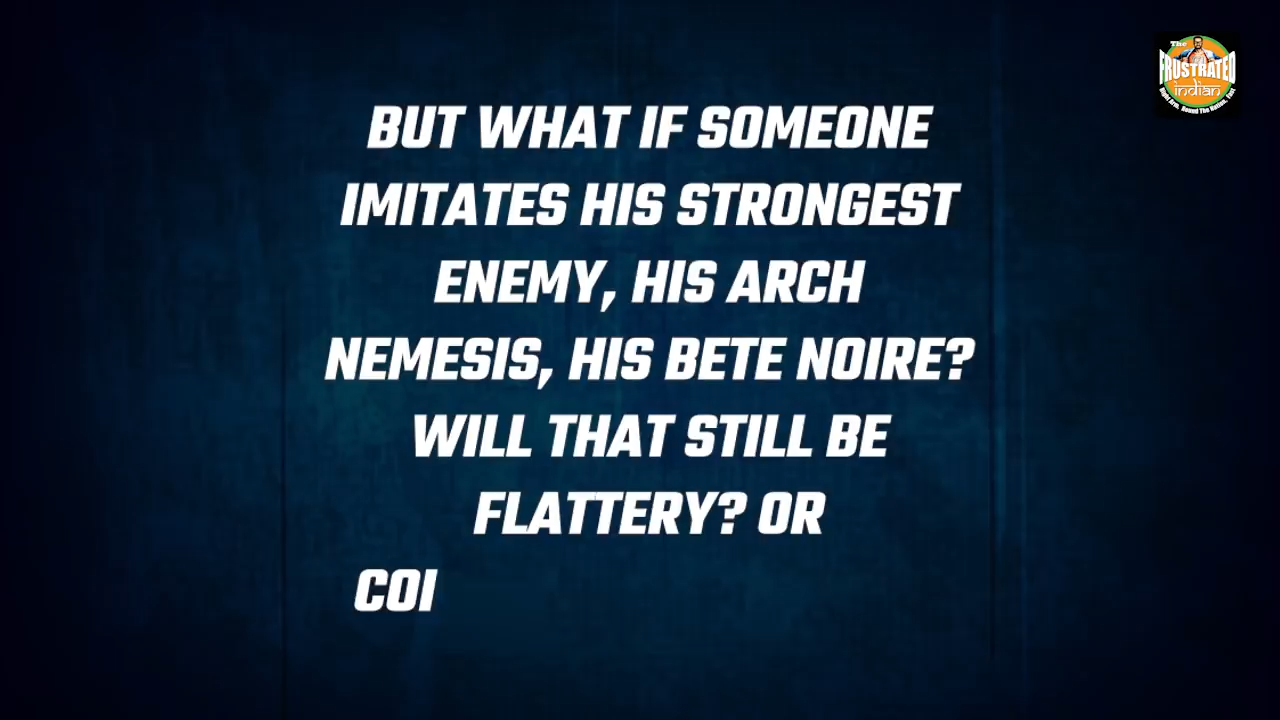 The
FRUSTRATED
indian
BUT WHAT IF SOMEONE
IMITATES HIS STRONGEST
ENEMY, HIS ARCH
NEMESIS, HIS BETE NOIRE?
WILL THAT STILL BE
FLATTERY? OR
COI